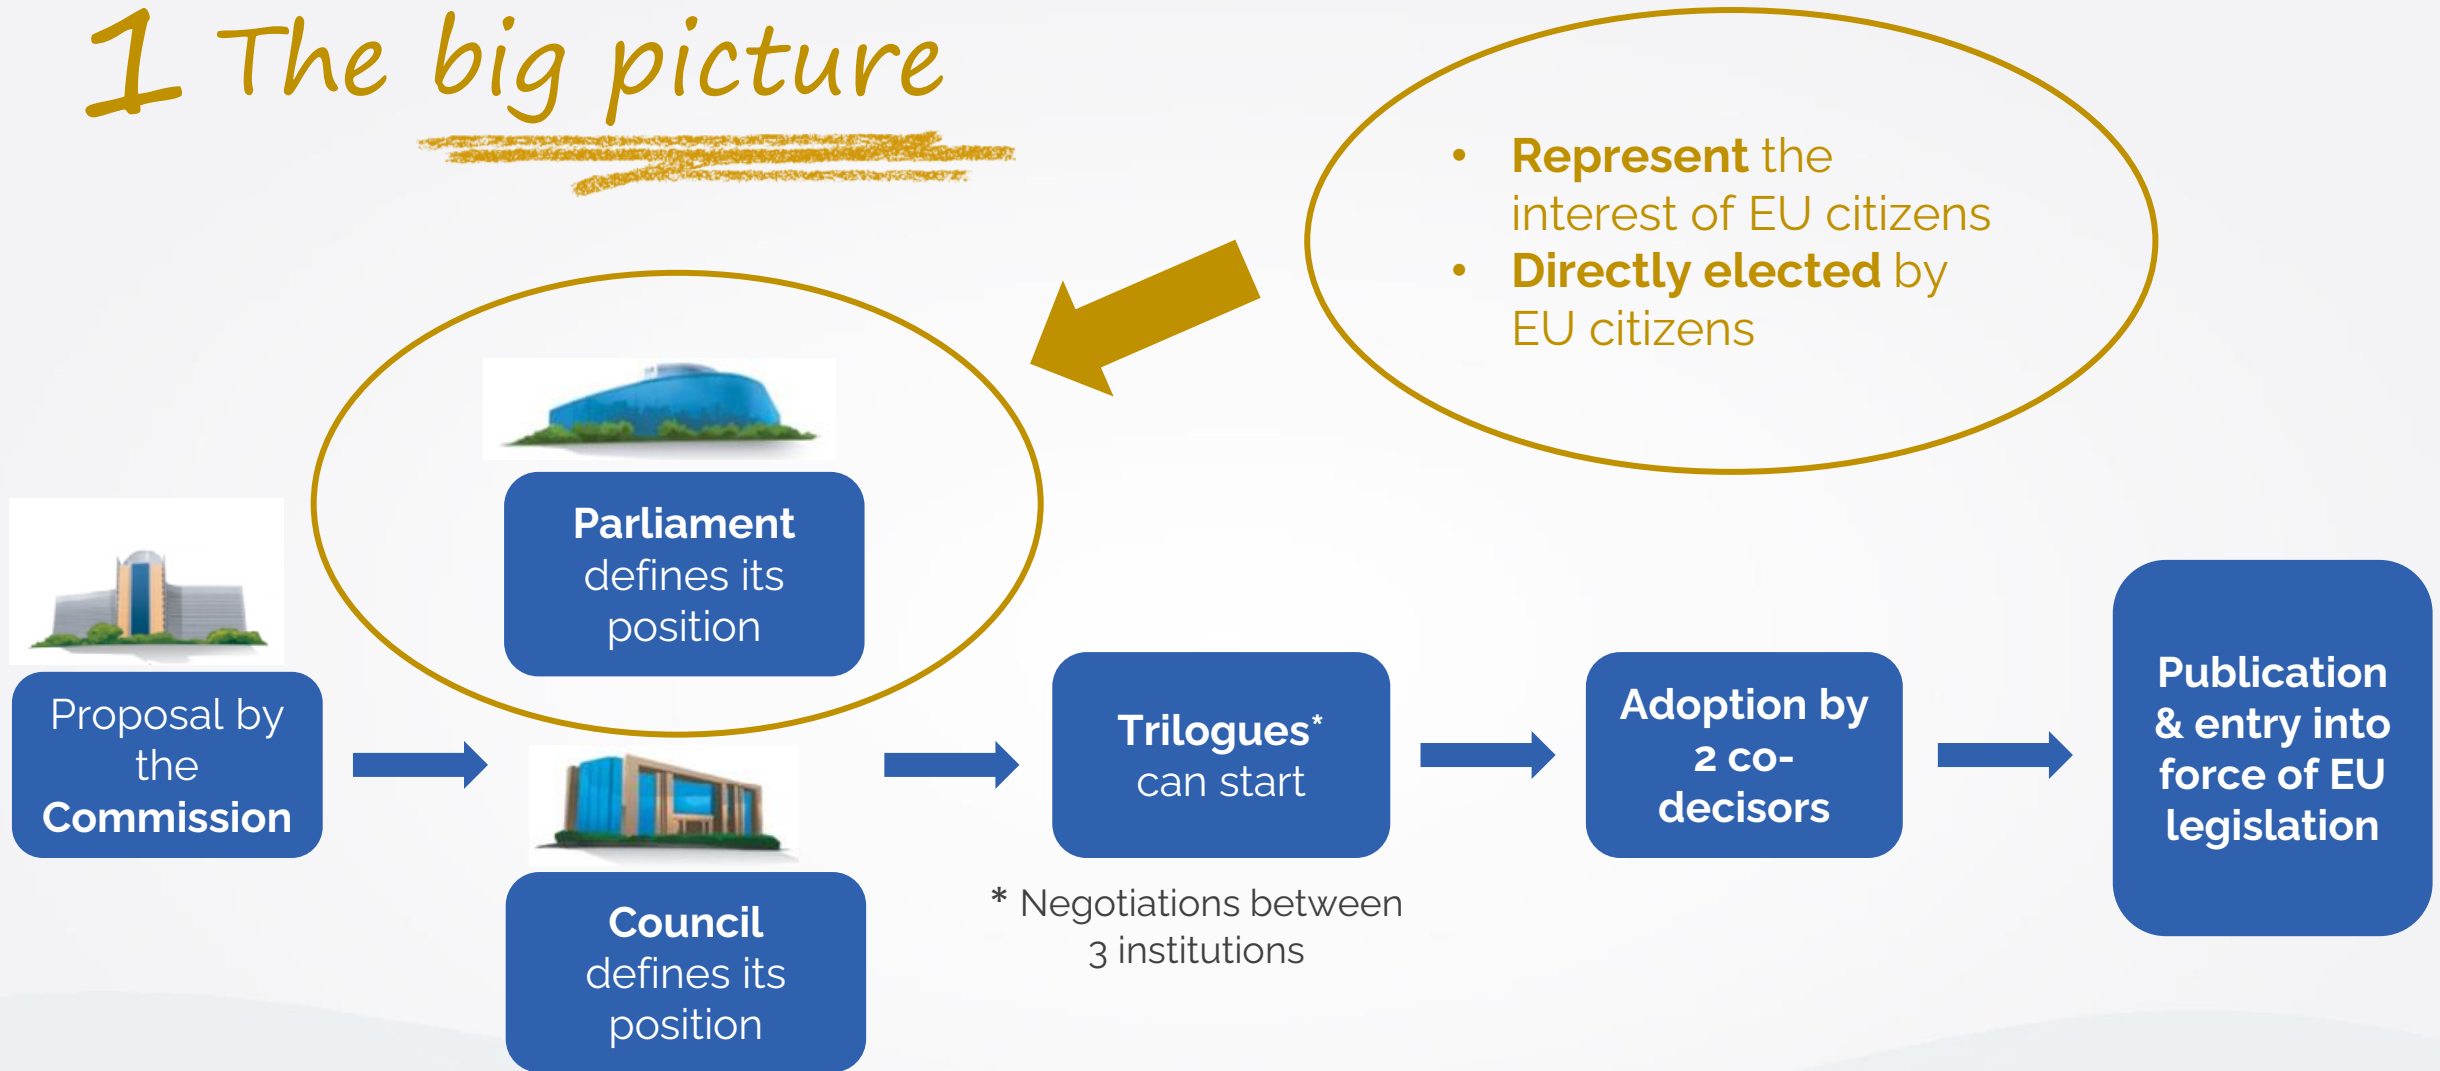 1 The big picture
• Represent the
interest of EU citizens
• Directly elected by
EU citizens
Parliament
defines its
position
Proposal by
the
Commission
Council
defines its
position
Trilogues*
can start
* Negotiations between
3 institutions
Adoption by
2 co-
decisors
Publication
& entry into
force of EU
legislation